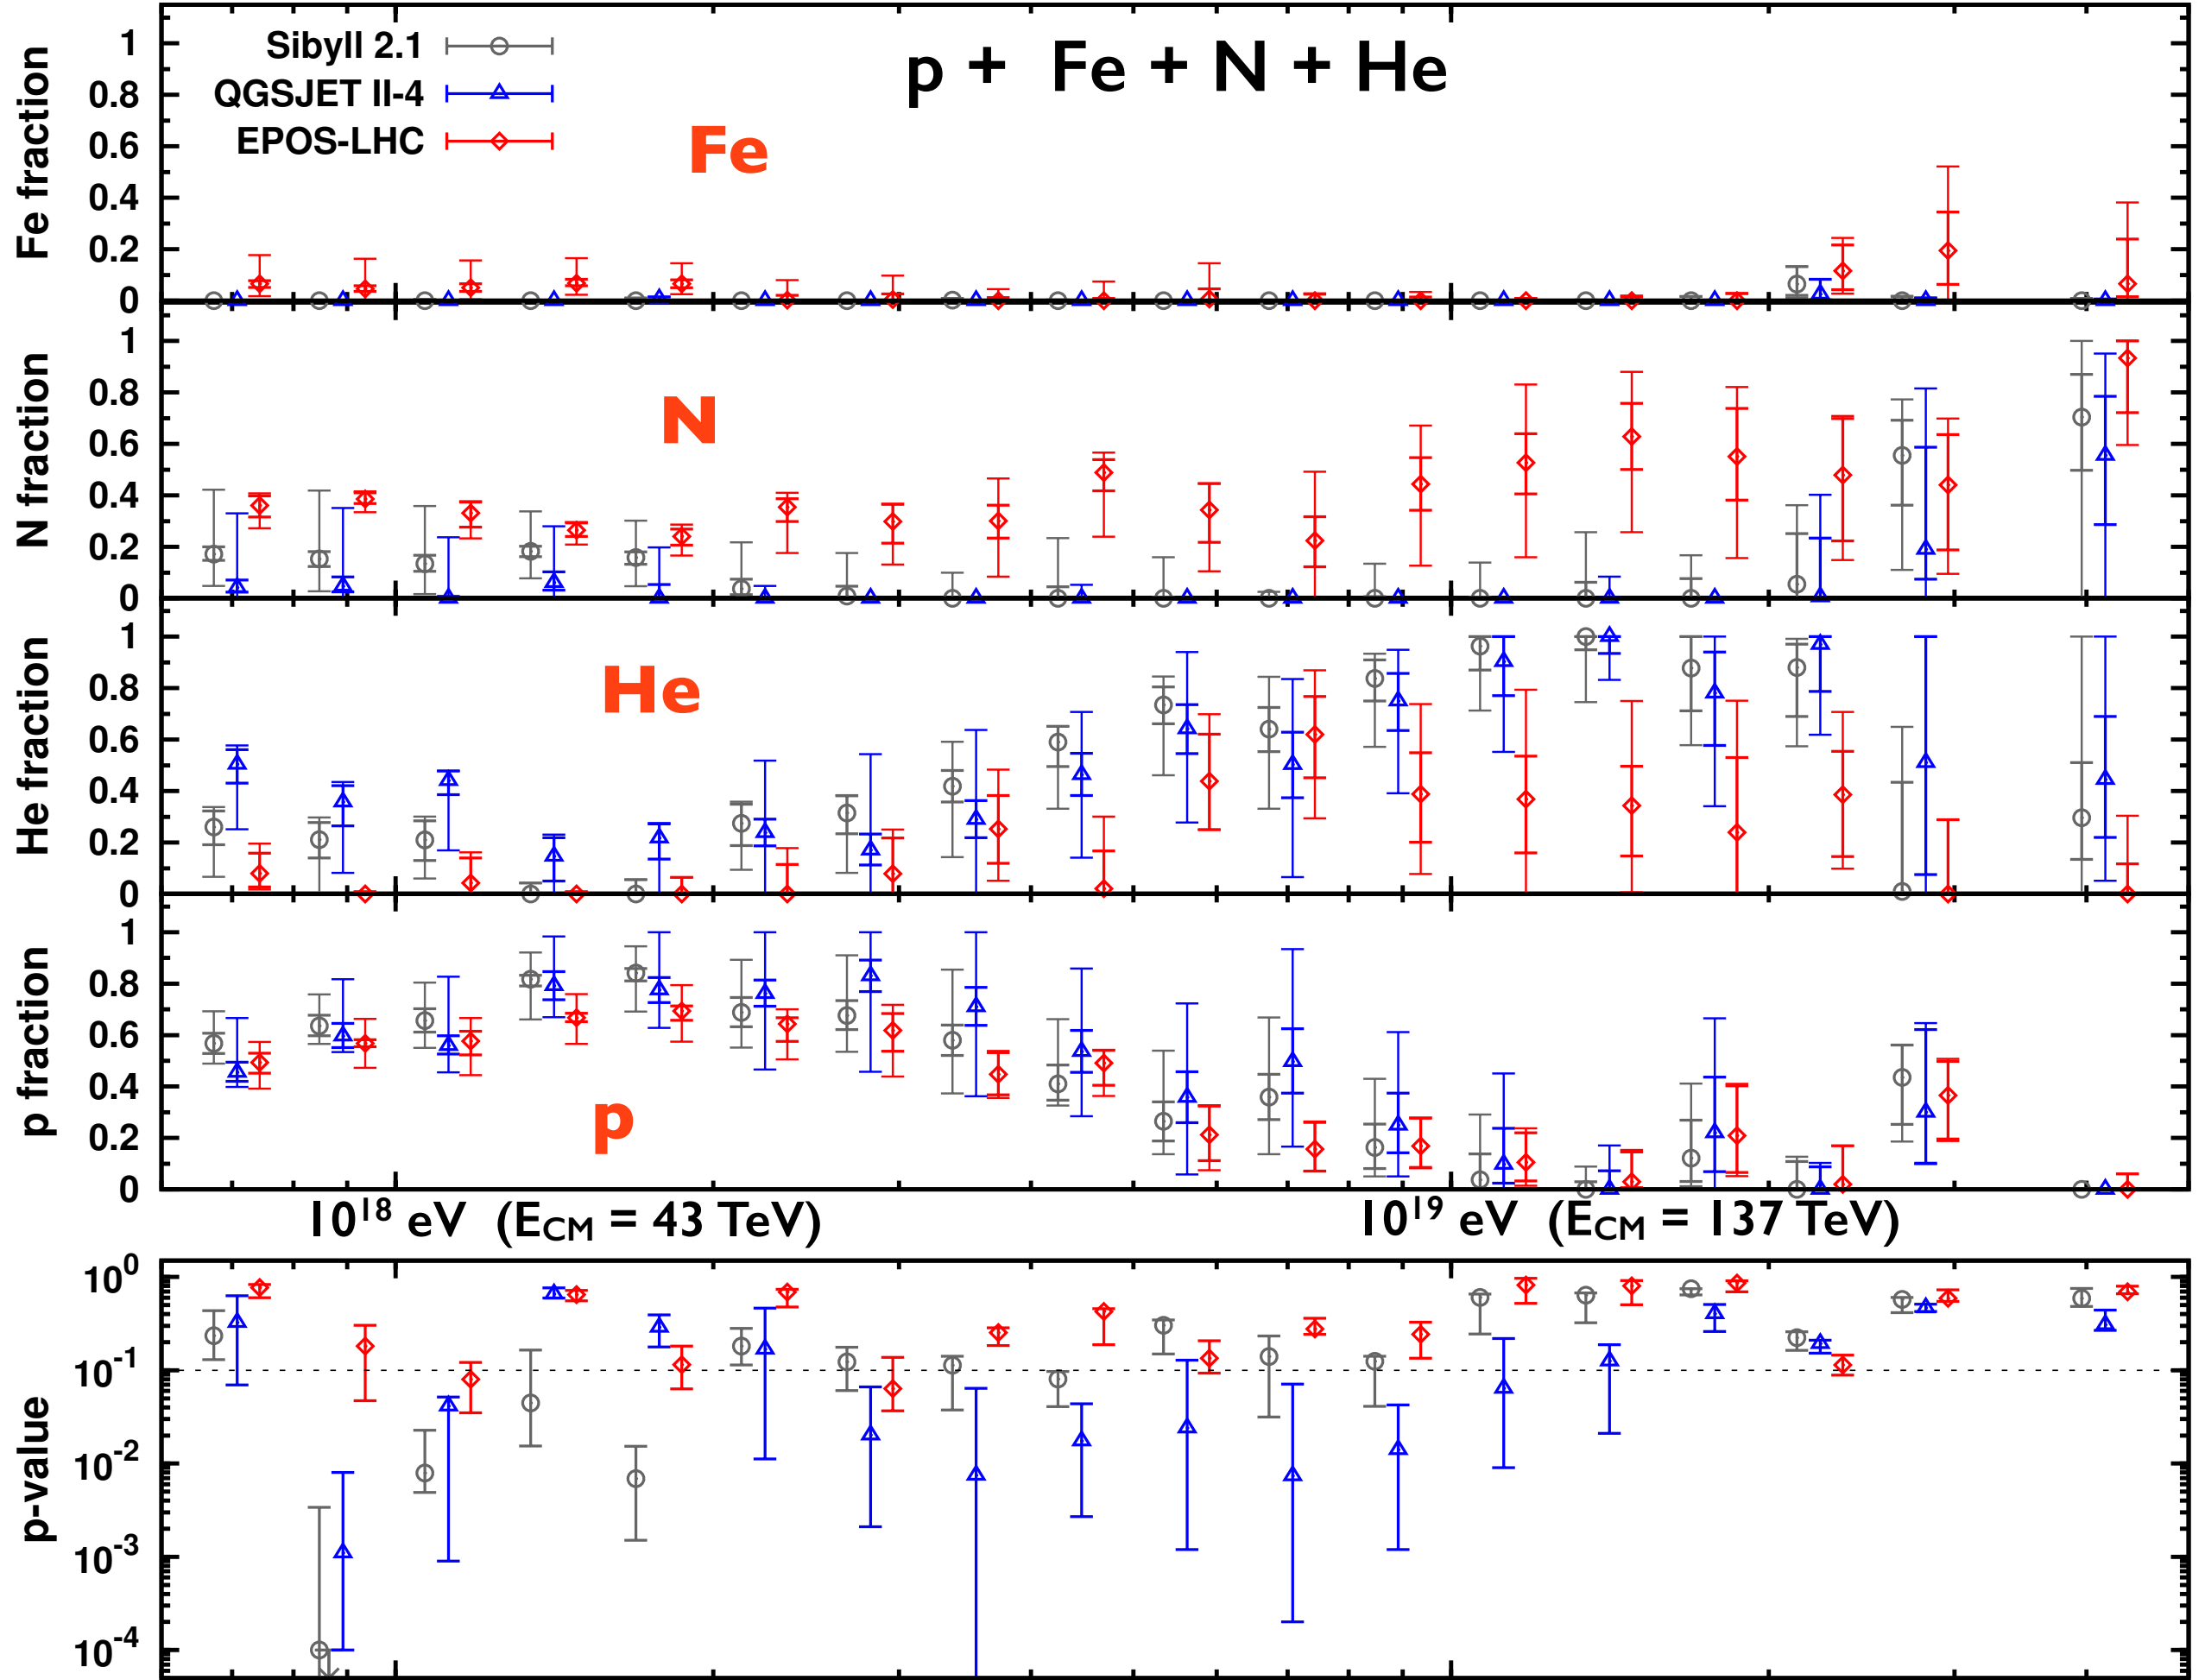 p + Fe + N + He
Sibyll 2.1
QGSJET II-4
EPOS-LHC
Fe fraction
1
0.8
0.6
0.4
0.2
0
Fe
N fraction
1
0.8
0.6
0.4
0.2
0
N
He fraction
1
0.8
0.6
0.4
0.2
0
He
p fraction
1
0.8
0.6
0.4
0.2
0
p
10¹⁸ eV (E_CM = 43 TeV)
10¹⁹ eV (E_CM = 137 TeV)
p-value
10⁰
10⁻¹
10⁻²
10⁻³
10⁻⁴